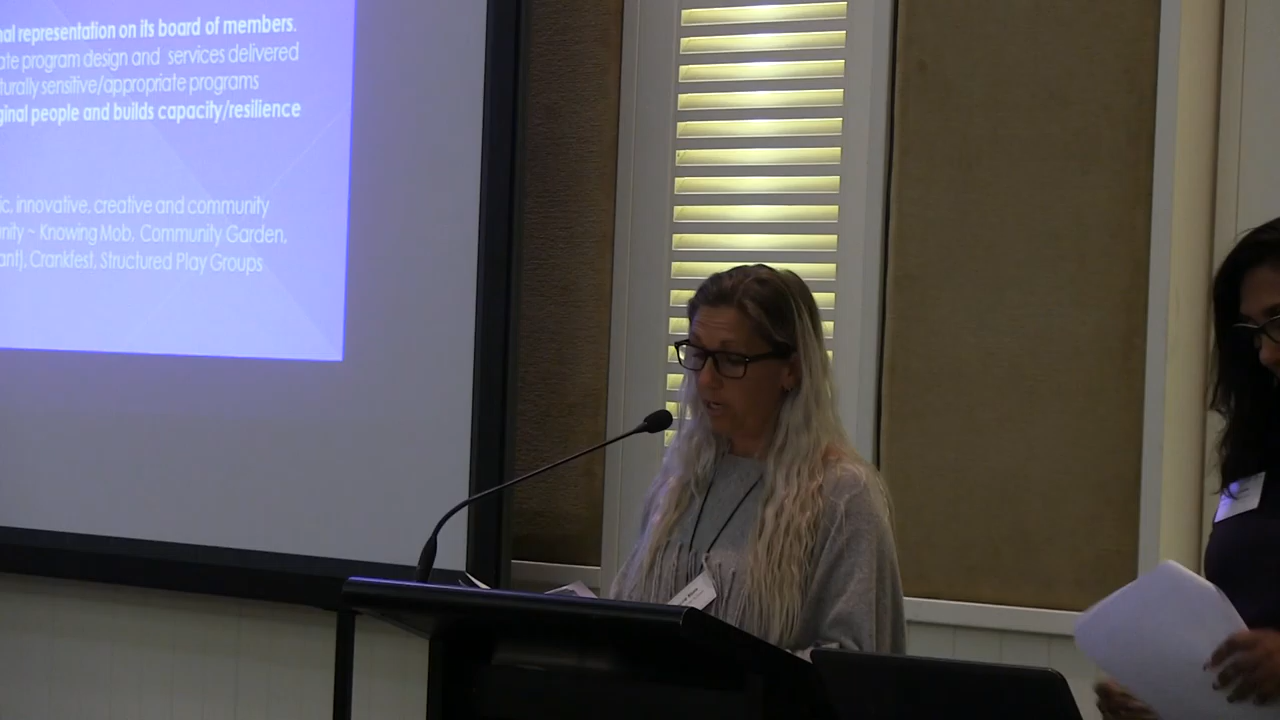 nal representation on its board of members.
ate program design and services delivered
turally sensitive/appropriate programs
ginal people and builds capacity/resilience
ic, innovative, creative and community
unity ~ Knowing Mob, Community Garden,
ant), Crankfest, Structured Play Groups